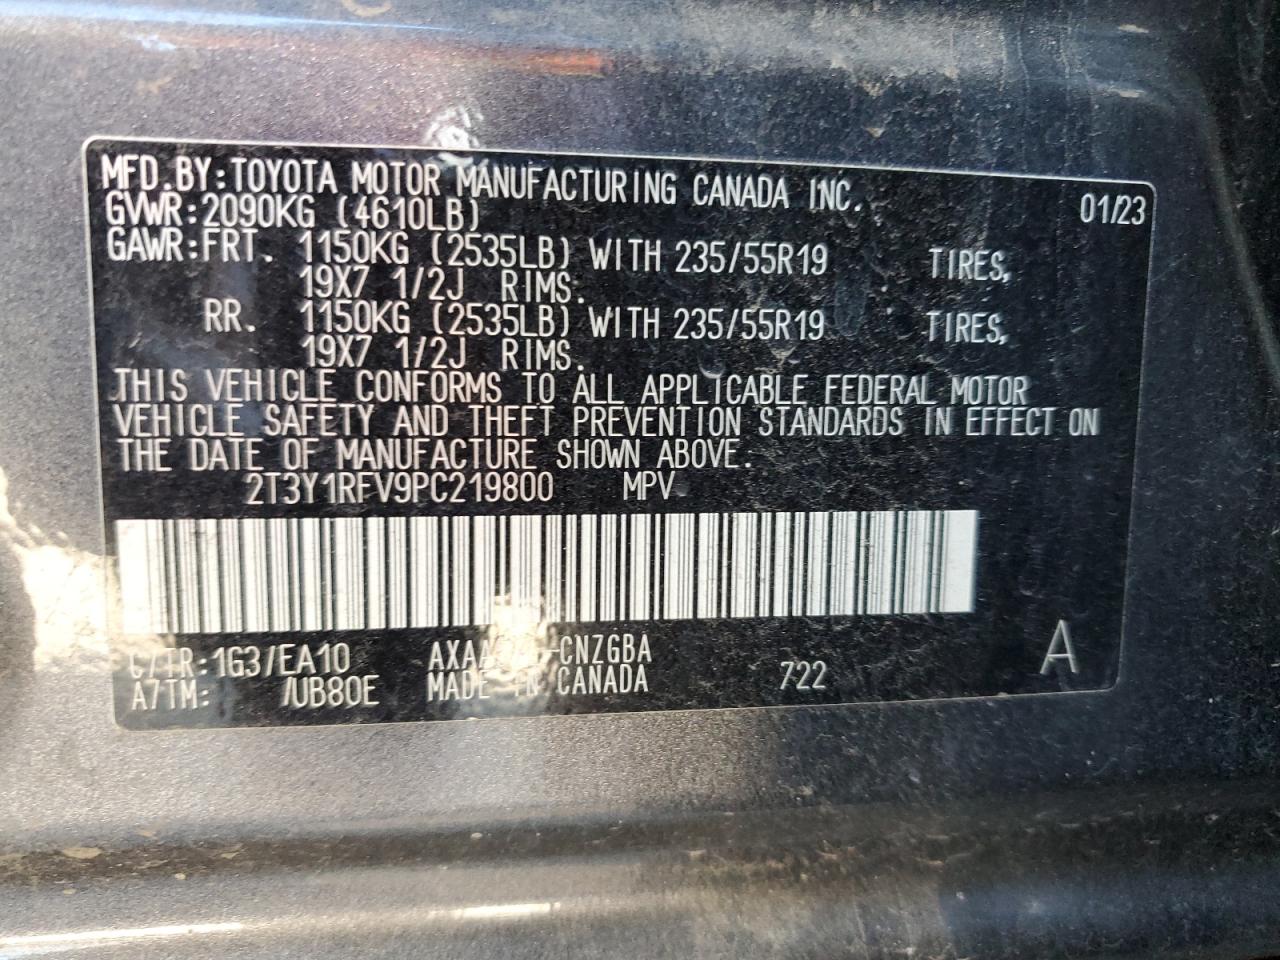 MFD.BY:TOYOTA MOTOR MANUFACTURING CANADA INC. 01/23
GVWR:2090KG (4610LB)
GAWR:FRT. 1150KG (2535LB) WITH 235/55R19 TIRES,
19X7 1/2J RIMS.
RR. 1150KG (2535LB) WITH 235/55R19 TIRES,
19X7 1/2J RIMS.
THIS VEHICLE CONFORMS TO ALL APPLICABLE FEDERAL MOTOR
VEHICLE SAFETY AND THEFT PREVENTION STANDARDS IN EFFECT ON
THE DATE OF MANUFACTURE SHOWN ABOVE.
2T3Y1RFV9PC219800 MPV
C/TR:1G3/EA10
A/TM: /UB80E
MADE IN CANADA
722
A